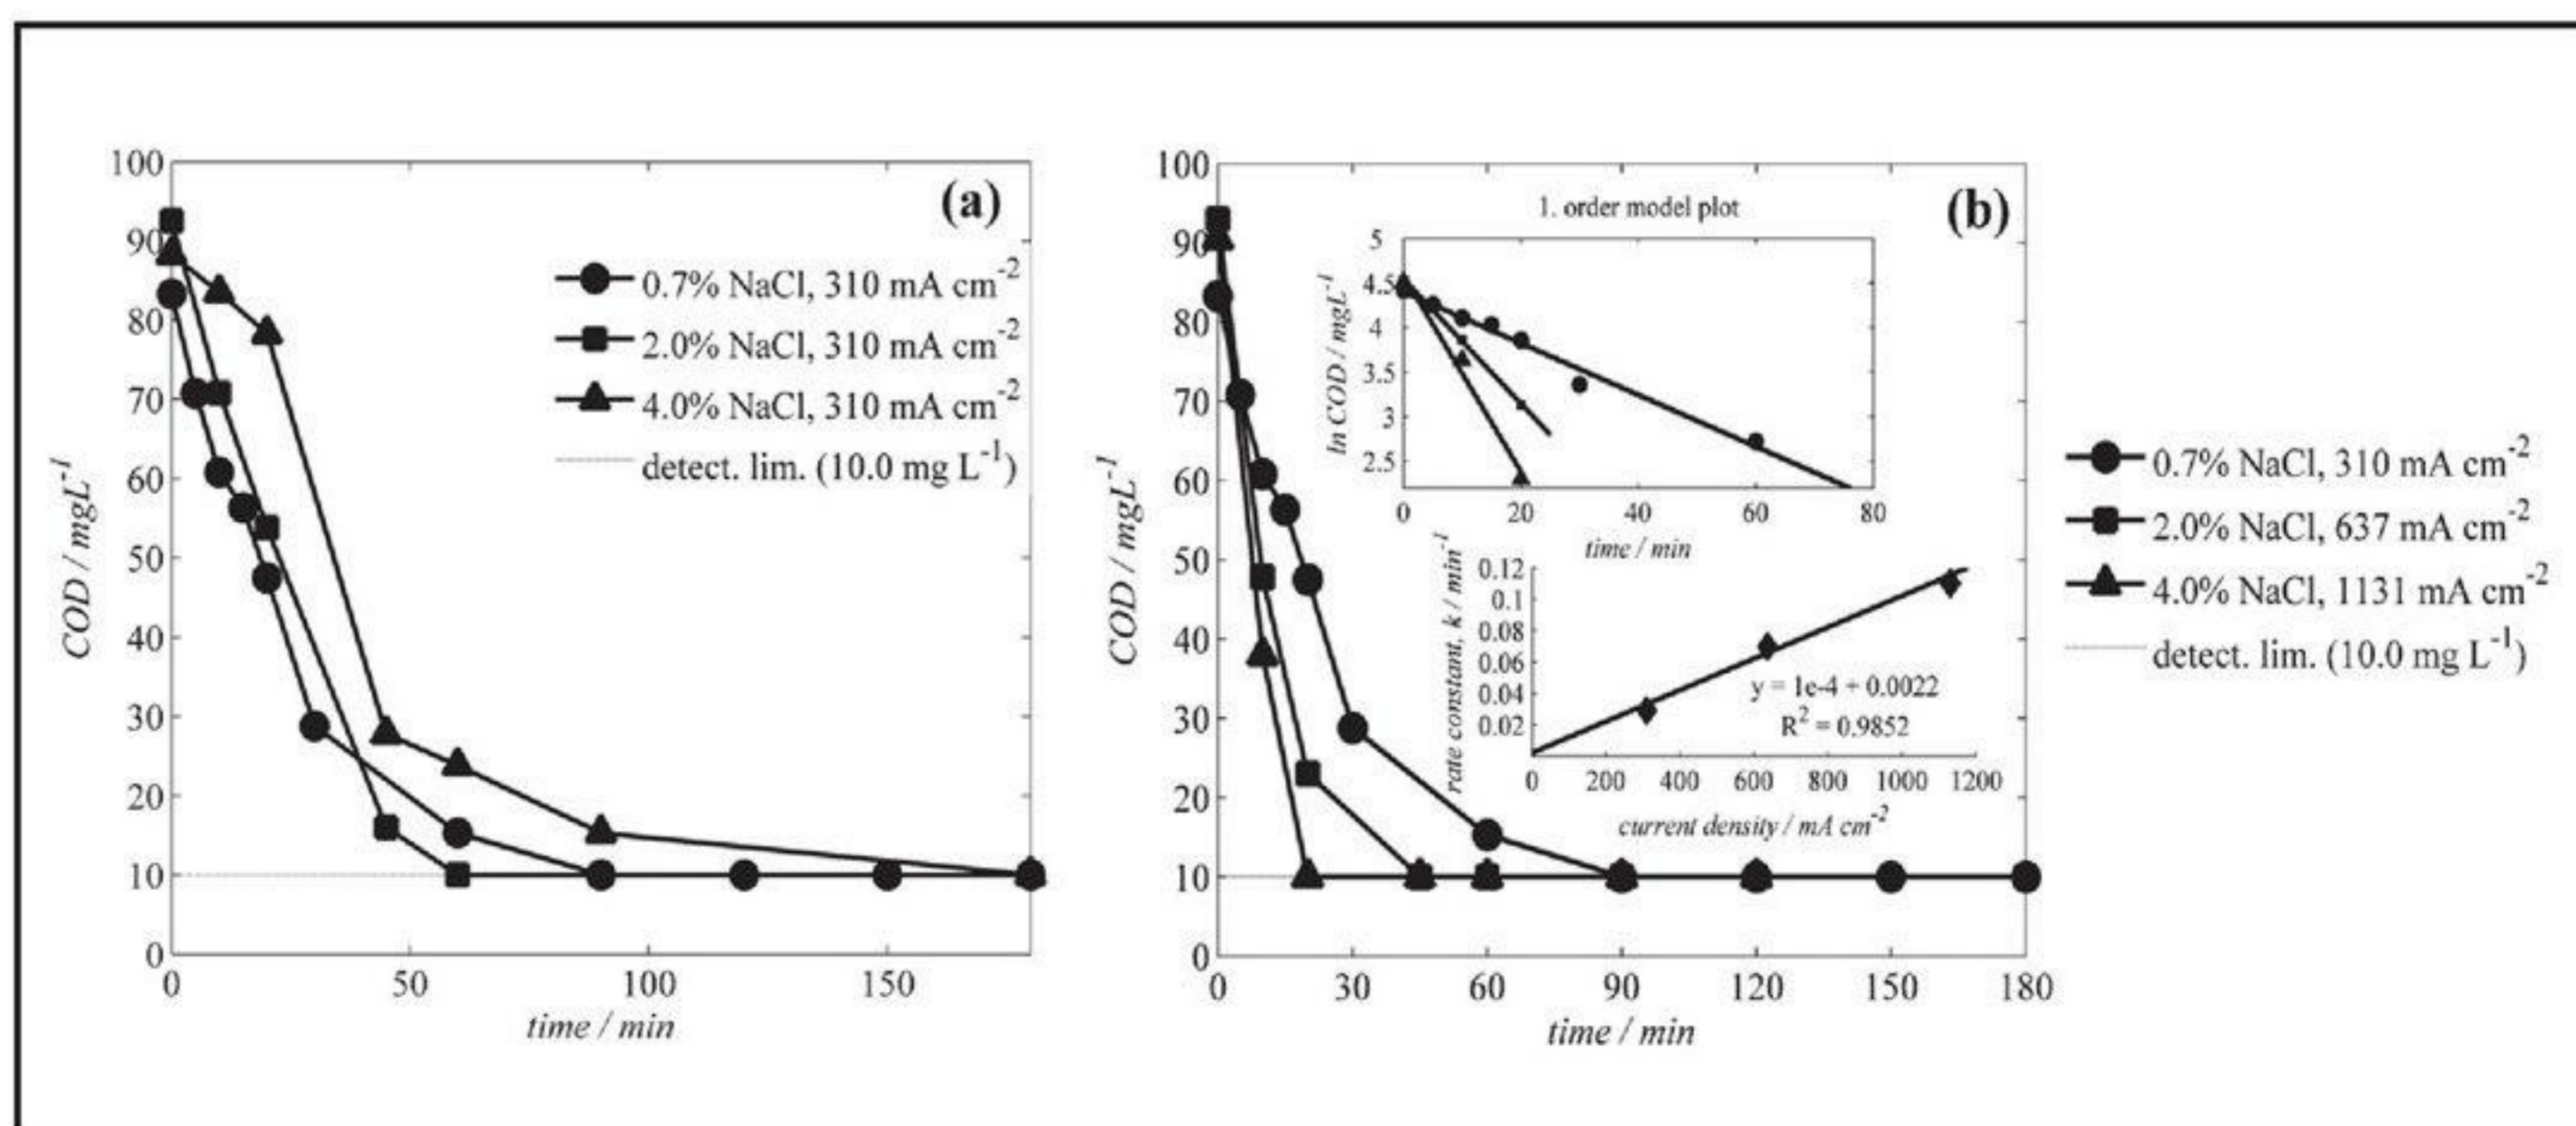 (a)
100
90
80
70
60
50
40
30
20
10
0
COD / mgL⁻¹
0.7% NaCl, 310 mA cm⁻²
2.0% NaCl, 310 mA cm⁻²
4.0% NaCl, 310 mA cm⁻²
detect. lim. (10.0 mg L⁻¹)
0 50 100 150
time / min
(b)
100
90
80
70
60
50
40
30
20
10
0
COD / mgL⁻¹
1. order model plot
5
4.5
4
3.5
3
2.5
ln COD / mgL⁻¹
0 20 40 60 80
time / min
0.12
0.1
0.08
0.06
0.04
0.02
rate constant, k / min⁻¹
y = 1e-4 + 0.0022
R² = 0.9852
0 200 400 600 800 1000 1200
current density / mA cm⁻²
0 30 60 90 120 150 180
time / min
0.7% NaCl, 310 mA cm⁻²
2.0% NaCl, 637 mA cm⁻²
4.0% NaCl, 1131 mA cm⁻²
detect. lim. (10.0 mg L⁻¹)